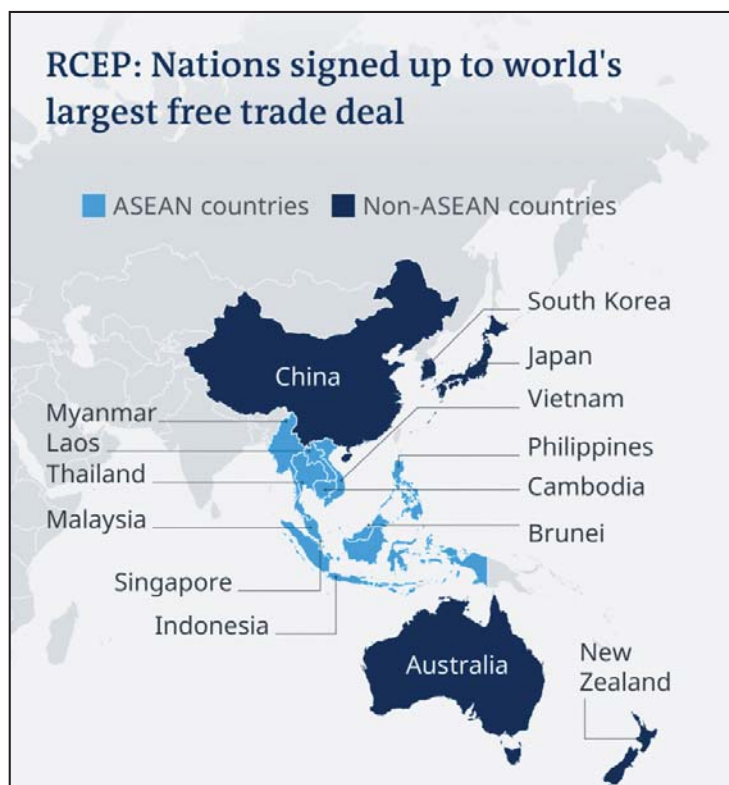 RCEP: Nations signed up to world's
largest free trade deal
ASEAN countries
Non-ASEAN countries
South Korea
Japan
China
Vietnam
Myanmar
Laos
Philippines
Thailand
Cambodia
Malaysia
Brunei
Singapore
Indonesia
New
Zealand
Australia